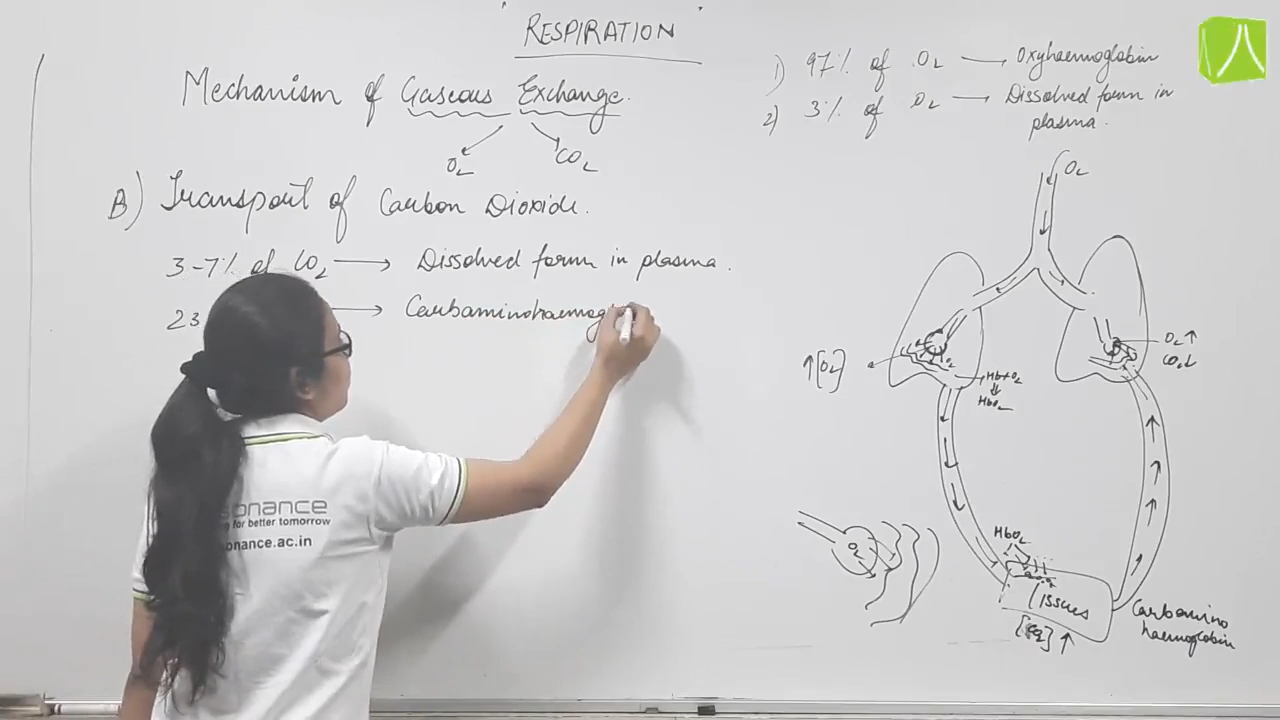 RESPIRATION
Mechanism of Gaseous Exchange.
O2 CO2
B) Transport of Carbon Dioxide.
3-7% of CO2 → Dissolved form in plasma.
23 → Carbaminohaemog
1) 97% of O2 → Oxyhaemoglobin
2) 3% of O2 → Dissolved form in
plasma.
O2
↑[O2]
O2↑
CO2↓
Hb+O2
HbO2
O2
HbO2
Tissues
Carbamino
haemoglobin
onance
for better tomorrow
onance.ac.in